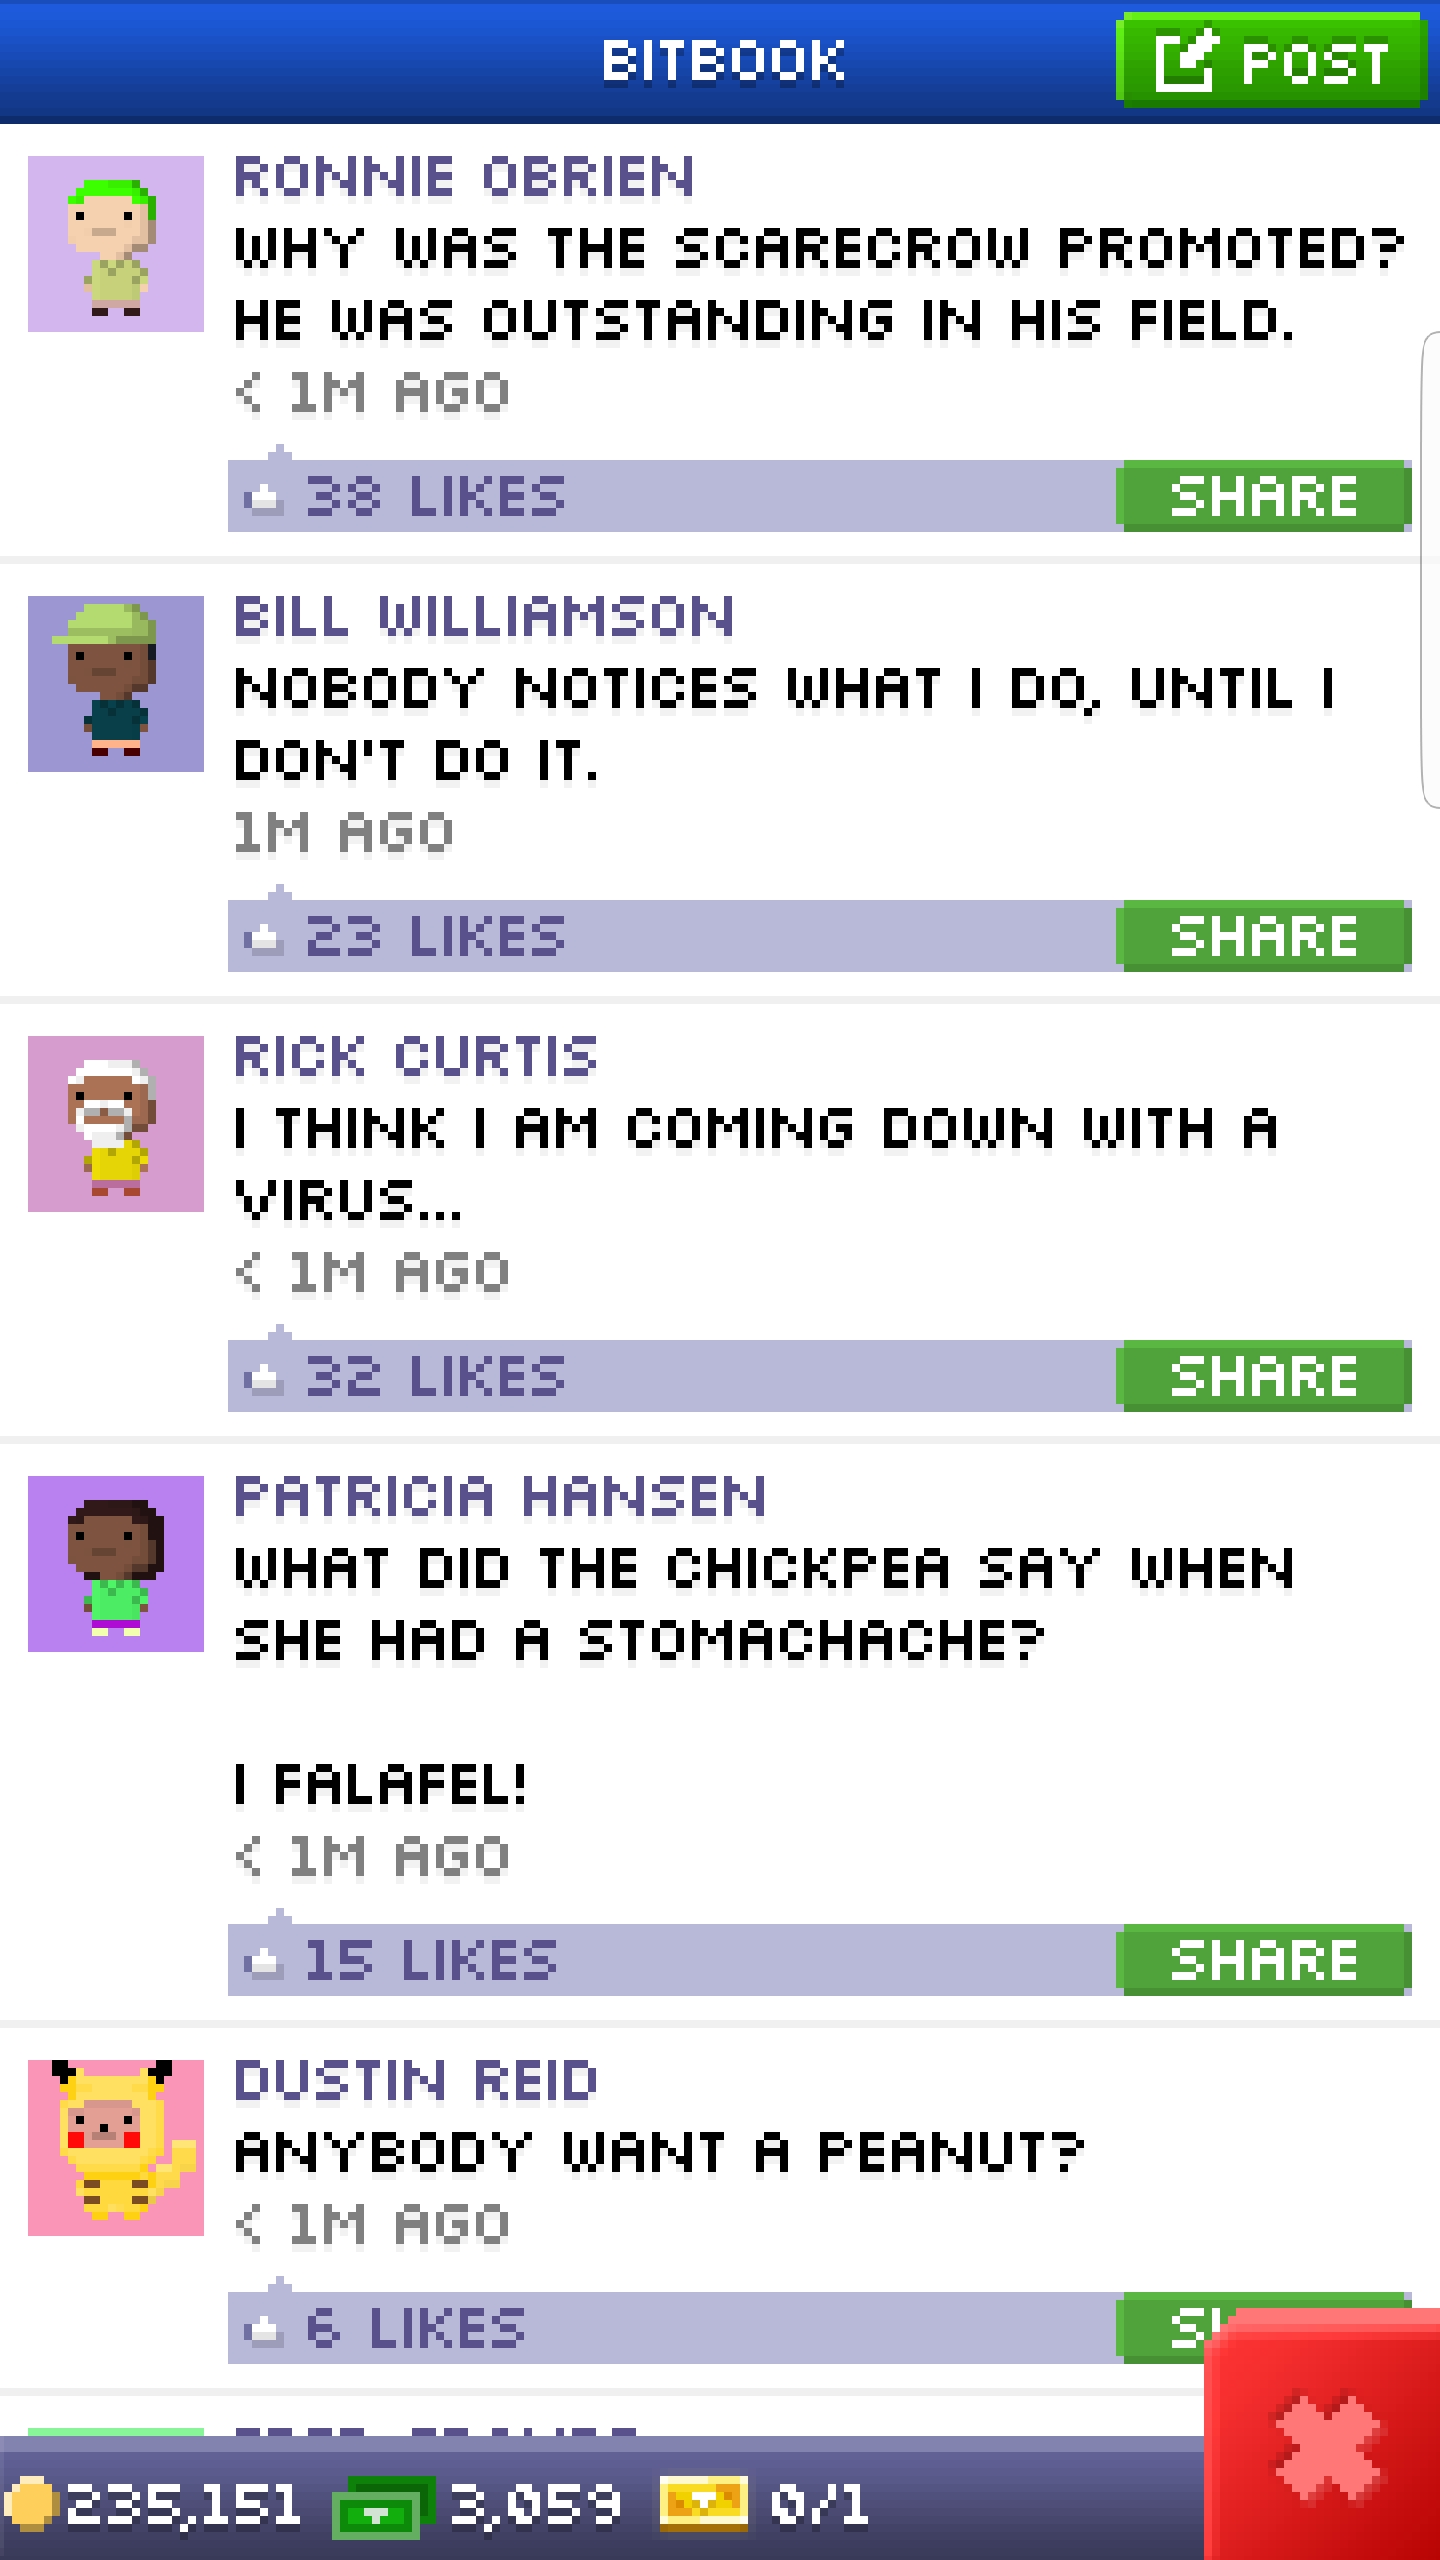 BITBOOK
POST
RONNIE OBRIEN
WHY WAS THE SCARECROW PROMOTED?
HE WAS OUTSTANDING IN HIS FIELD.
< 1M AGO
38 LIKES
SHARE
BILL WILLIAMSON
NOBODY NOTICES WHAT I DO, UNTIL I
DON'T DO IT.
1M AGO
23 LIKES
SHARE
RICK CURTIS
I THINK I AM COMING DOWN WITH A
VIRUS...
< 1M AGO
32 LIKES
SHARE
PATRICIA HANSEN
WHAT DID THE CHICKPEA SAY WHEN
SHE HAD A STOMACHACHE?
I FALAFEL!
< 1M AGO
15 LIKES
SHARE
DUSTIN REID
ANYBODY WANT A PEANUT?
< 1M AGO
6 LIKES
235,151
3,059
0/1